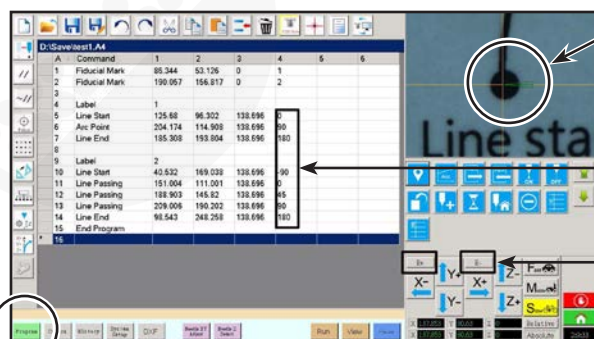 D:\Save\test1.A4
A Command 1 2 3 4 5 6
1 Fiducial Mark 85.344 53.126 0 1
2 Fiducial Mark 190.057 156.817 0 2
3
4 Label 1
5 Line Start 125.68 96.302 138.696 0
6 Arc Point 204.174 114.908 138.696 90
7 Line End 185.308 193.804 138.696 180
8
9 Label 2
10 Line Start 40.532 169.038 138.696 -90
11 Line Passing 151.004 111.001 138.696 0
12 Line Passing 188.903 145.82 138.696 45
13 Line Passing 209.006 190.202 138.696 90
14 Line End 98.543 248.258 138.696 180
15 End Program
16
Line sta
X- Y+ X+ Z-
Y- Z+
Program DXF Run View
Relative
Absolute